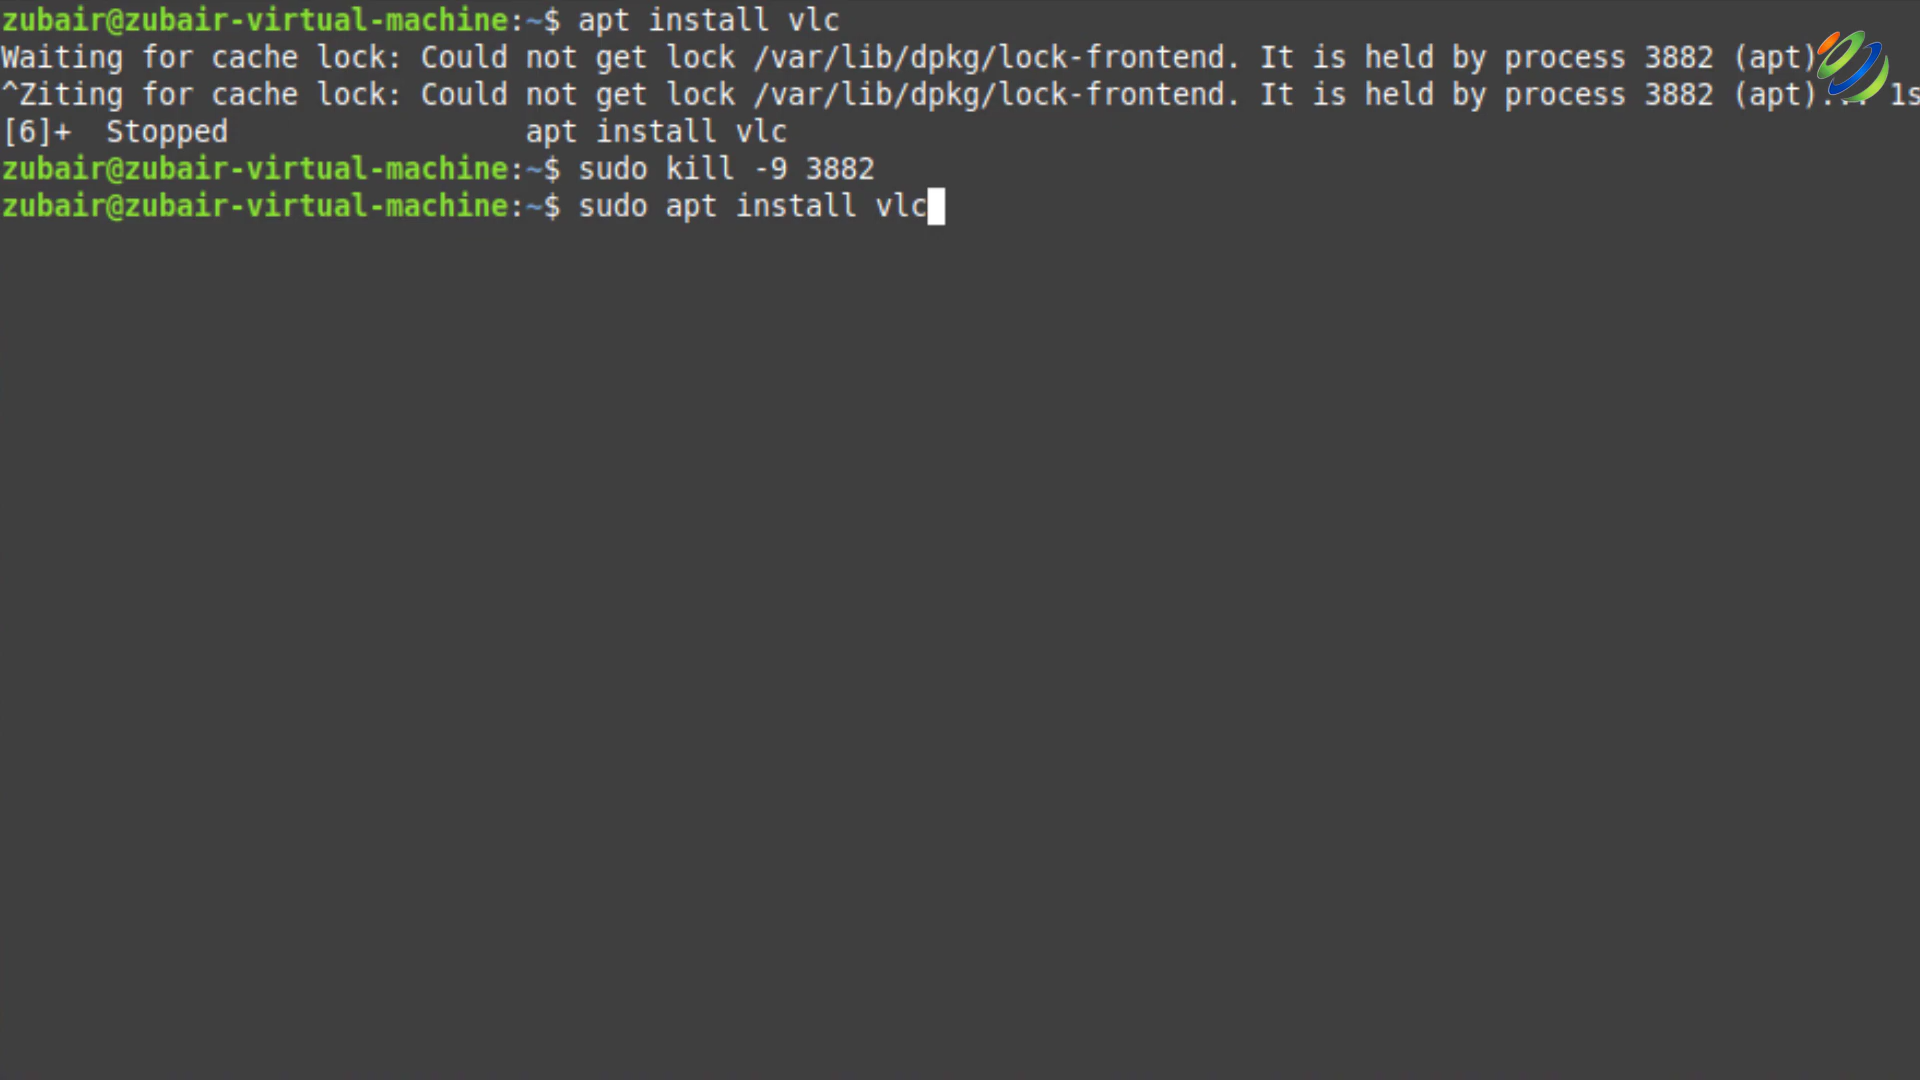 zubair@zubair-virtual-machine:~$ apt install vlc
Waiting for cache lock: Could not get lock /var/lib/dpkg/lock-frontend. It is held by process 3882 (apt)
^Ziting for cache lock: Could not get lock /var/lib/dpkg/lock-frontend. It is held by process 3882 (apt)... 1s
[6]+  Stopped                 apt install vlc
zubair@zubair-virtual-machine:~$ sudo kill -9 3882
zubair@zubair-virtual-machine:~$ sudo apt install vlc